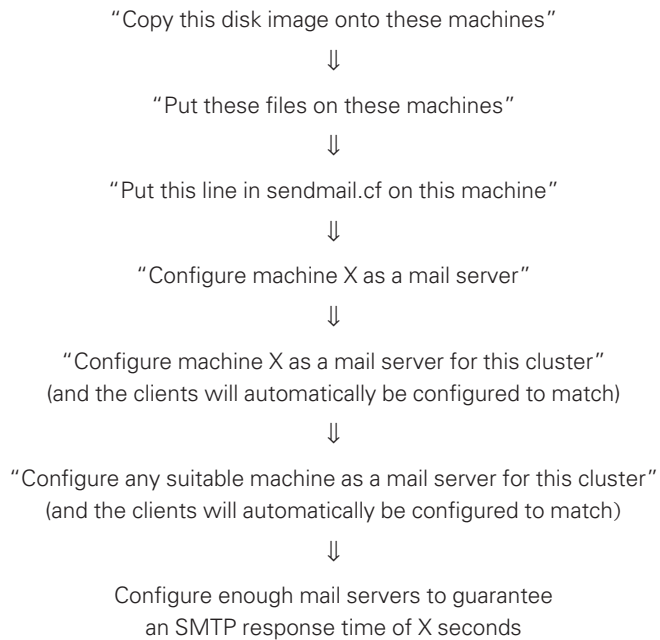 “Copy this disk image onto these machines”
⇓
“Put these files on these machines”
⇓
“Put this line in sendmail.cf on this machine”
⇓
“Configure machine X as a mail server”
⇓
“Configure machine X as a mail server for this cluster”
(and the clients will automatically be configured to match)
⇓
“Configure any suitable machine as a mail server for this cluster”
(and the clients will automatically be configured to match)
⇓
Configure enough mail servers to guarantee
an SMTP response time of X seconds